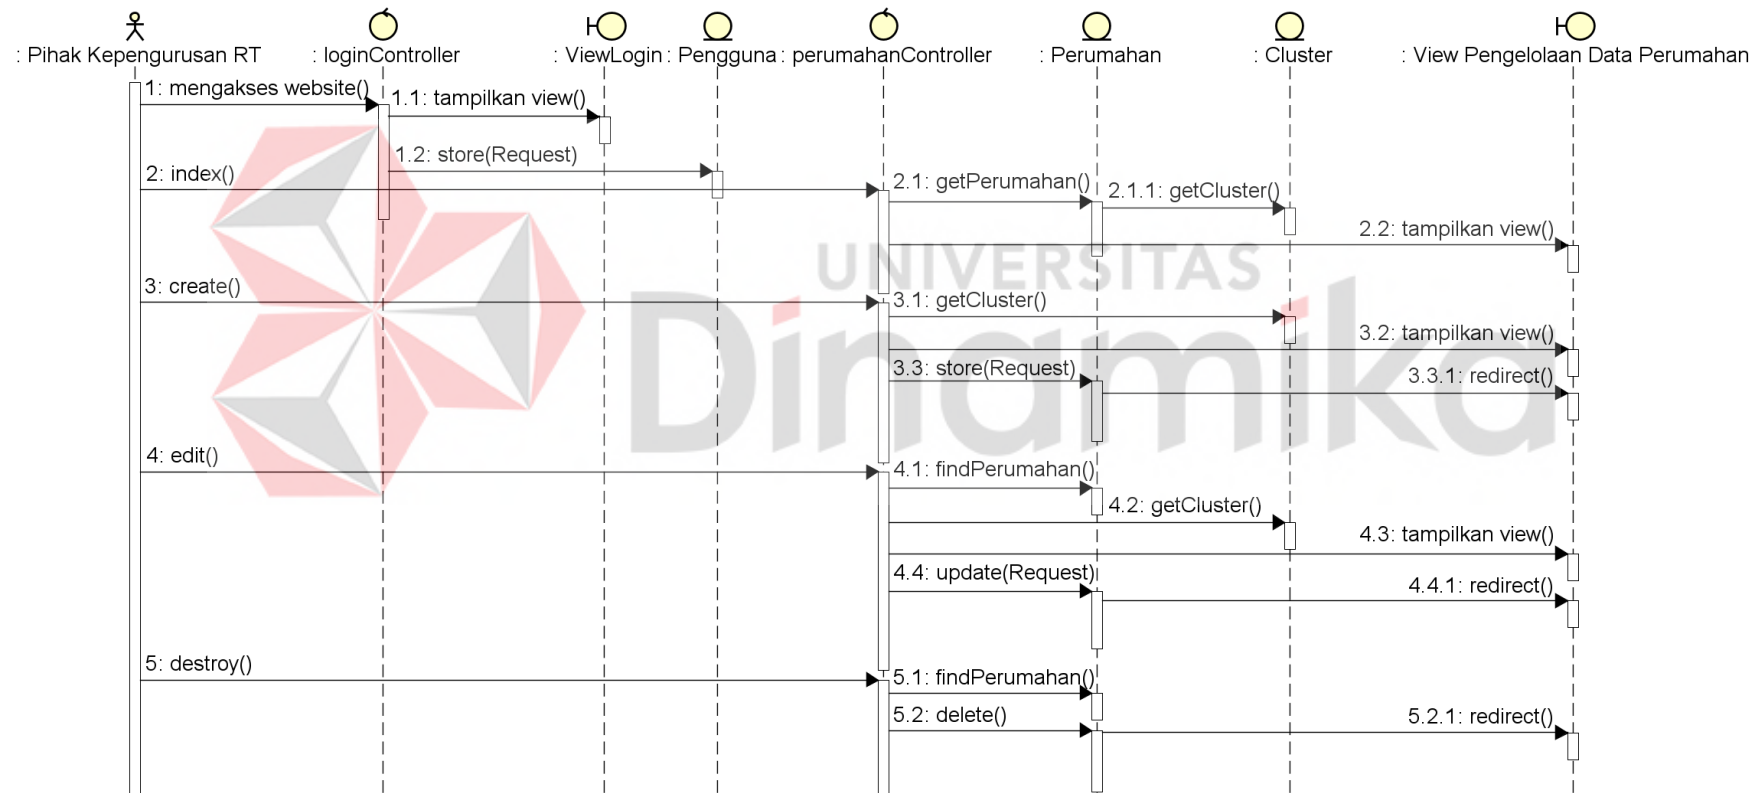 : Pihak Kepengurusan RT
: loginController
: ViewLogin
: Pengguna
: perumahanController
: Perumahan
: Cluster
: View Pengelolaan Data Perumahan
1: mengakses website()
1.1: tampilkan view()
1.2: store(Request)
2: index()
2.1: getPerumahan()
2.1.1: getCluster()
2.2: tampilkan view()
UNIVERSITAS
Dinamika
3: create()
3.1: getCluster()
3.2: tampilkan view()
3.3: store(Request)
3.3.1: redirect()
4: edit()
4.1: findPerumahan()
4.2: getCluster()
4.3: tampilkan view()
4.4: update(Request)
4.4.1: redirect()
5: destroy()
5.1: findPerumahan()
5.2: delete()
5.2.1: redirect()